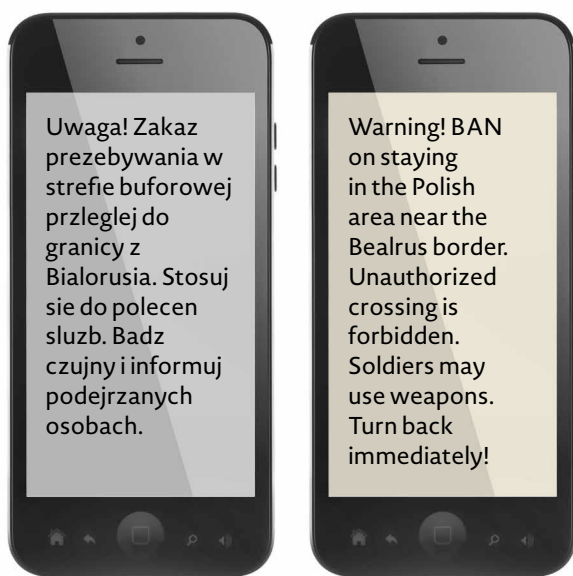 Uwaga! Zakaz
prezebywania w
strefie buforowej
przleglej do
granicy z
Bialorusia. Stosuj
sie do polecen
sluzb. Badz
czujny i informuj
podejrzanych
osobach.
Warning! BAN
on staying
in the Polish
area near the
Bealrus border.
Unauthorized
crossing is
forbidden.
Soldiers may
use weapons.
Turn back
immediately!